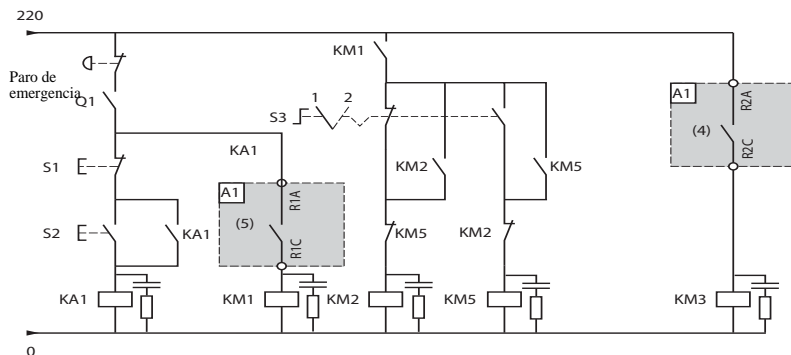 220
Paro de
emergencia
Q1
KM1
S3
1
2
A1
R2A
(4)
R2C
S1
KA1
KM2
KM5
A1
R1A
(5)
R1C
S2
KA1
KM5
KM2
KA1
KM1
KM2
KM5
KM3
0